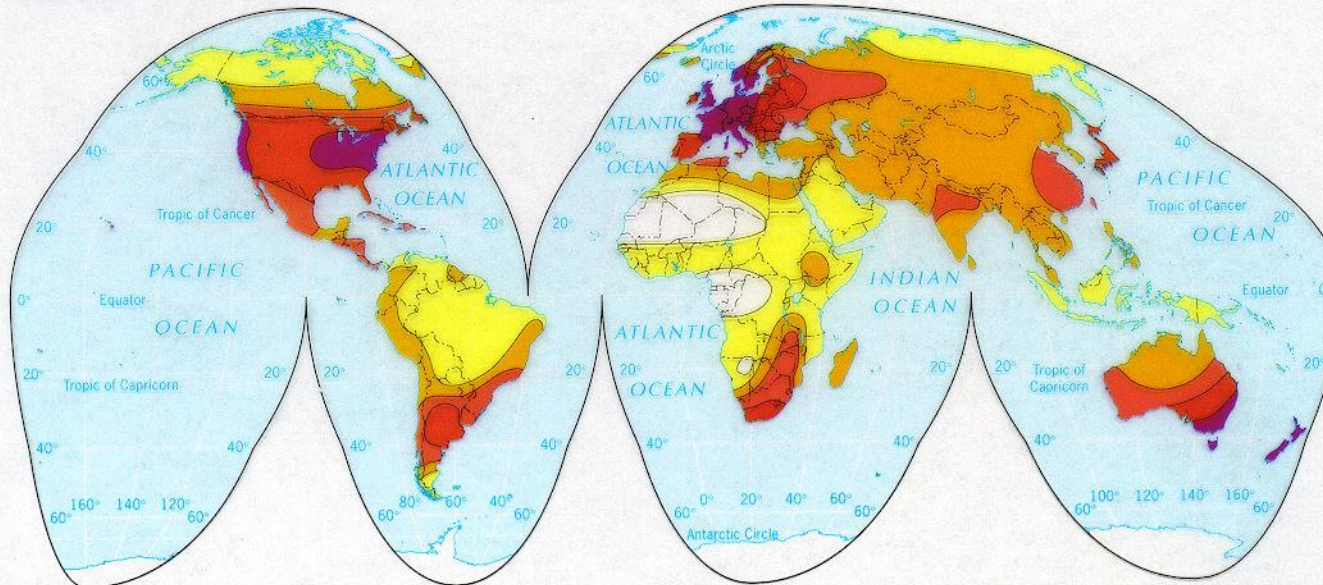 Arctic
Circle
60°
60°
ATLANTIC
OCEAN
40°
40°
40°
ATLANTIC
OCEAN
PACIFIC
Tropic of Cancer
OCEAN
20°
Tropic of Cancer
20°
20°
20°
PACIFIC
OCEAN
INDIAN
OCEAN
0°
Equator
Equator
0°
ATLANTIC
OCEAN
Tropic of Capricorn
20°
20°
20°
20°
Tropic of
Capricorn
20°
40°
40°
40°
40°
40°
40°
40°
160° 140° 120°
60°
60°
80° 60° 40°
60°
60°
0° 20° 40° 60°
60°
60°
100° 120° 140° 160°
60°
60°
Antarctic Circle